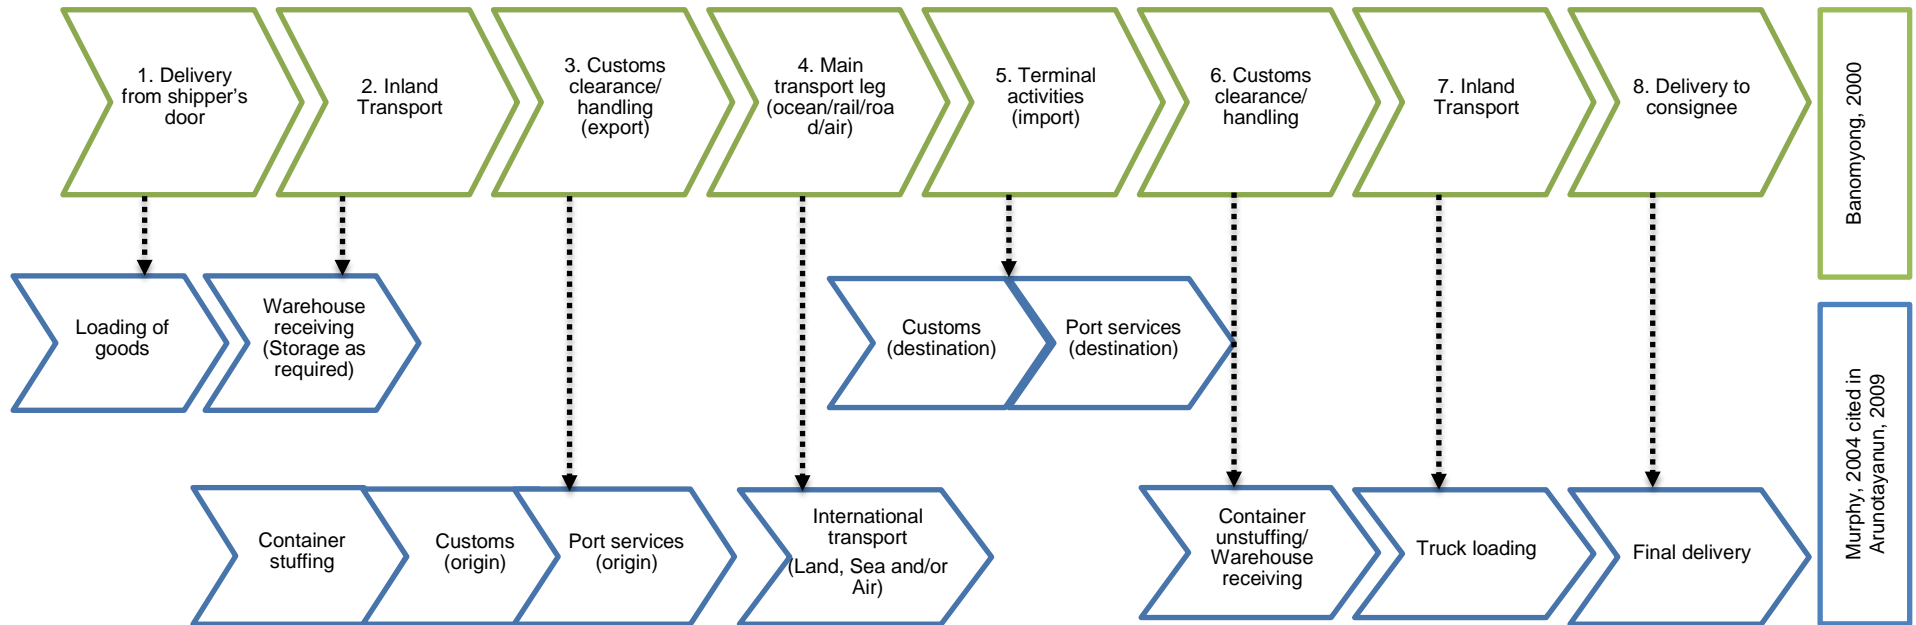 1. Delivery
from shipper's
door
2. Inland
Transport
3. Customs
clearance/
handling
(export)
4. Main
transport leg
(ocean/rail/roa
d/air)
5. Terminal
activities
(import)
6. Customs
clearance/
handling
7. Inland
Transport
8. Delivery to
consignee
Banomyong, 2000
Loading of
goods
Warehouse
receiving
(Storage as
required)
Customs
(destination)
Port services
(destination)
Container
stuffing
Customs
(origin)
Port services
(origin)
International
transport
(Land, Sea and/or
Air)
Container
unstuffing/
Warehouse
receiving
Truck loading
Final delivery
Murphy, 2004 cited in
Arunotayanun, 2009